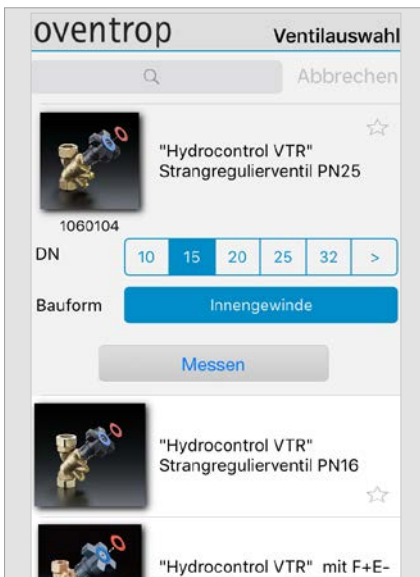 oventrop Ventilauswahl
Abbrechen
"Hydrocontrol VTR"
Strangregulierventil PN25
1060104
DN 10 15 20 25 32 >
Bauform Innengewinde
Messen
"Hydrocontrol VTR"
Strangregulierventil PN16
"Hydrocontrol VTR" mit F+E-